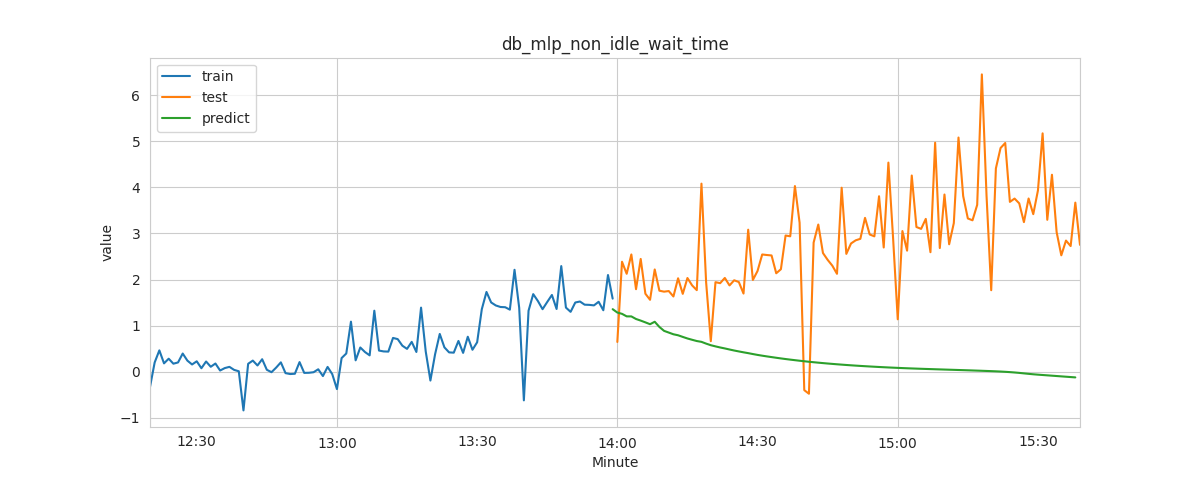 db_mlp_non_idle_wait_time
train
test
predict
value
6
5
4
3
2
1
0
−1
12:30
13:00
13:30
14:00
14:30
15:00
15:30
Minute